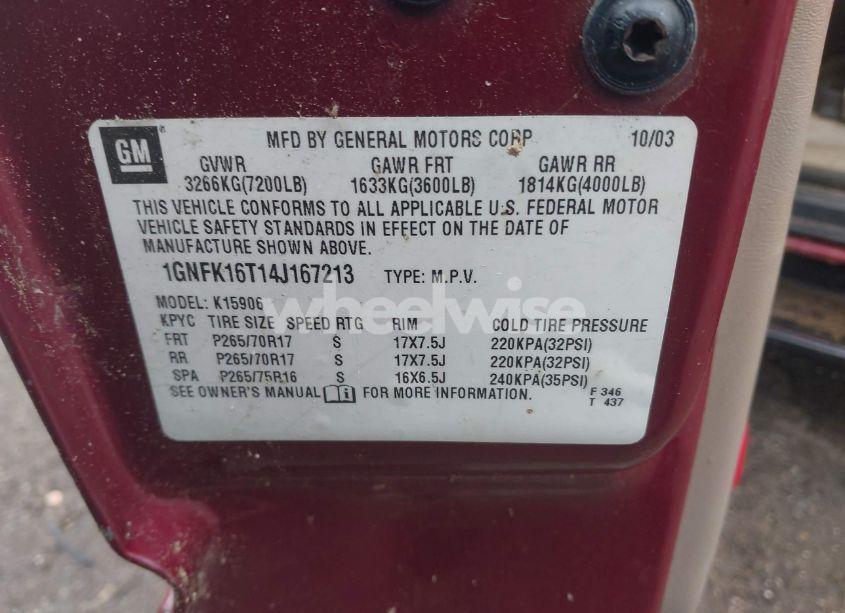 GM
MFD BY GENERAL MOTORS CORP 10/03
GVWR GAWR FRT GAWR RR
3266KG(7200LB) 1633KG(3600LB) 1814KG(4000LB)
THIS VEHICLE CONFORMS TO ALL APPLICABLE U.S. FEDERAL MOTOR
VEHICLE SAFETY STANDARDS IN EFFECT ON THE DATE OF
MANUFACTURE SHOWN ABOVE.
1GNFK16T14J167213 TYPE: M.P.V.
MODEL: K15906
wheelwise
KPYC TIRE SIZE SPEED RTG RIM COLD TIRE PRESSURE
FRT P265/70R17 S 17X7.5J 220KPA(32PSI)
RR P265/70R17 S 17X7.5J 220KPA(32PSI)
SPA P265/75R16 S 16X6.5J 240KPA(35PSI)
SEE OWNER'S MANUAL FOR MORE INFORMATION. F 346
T 437